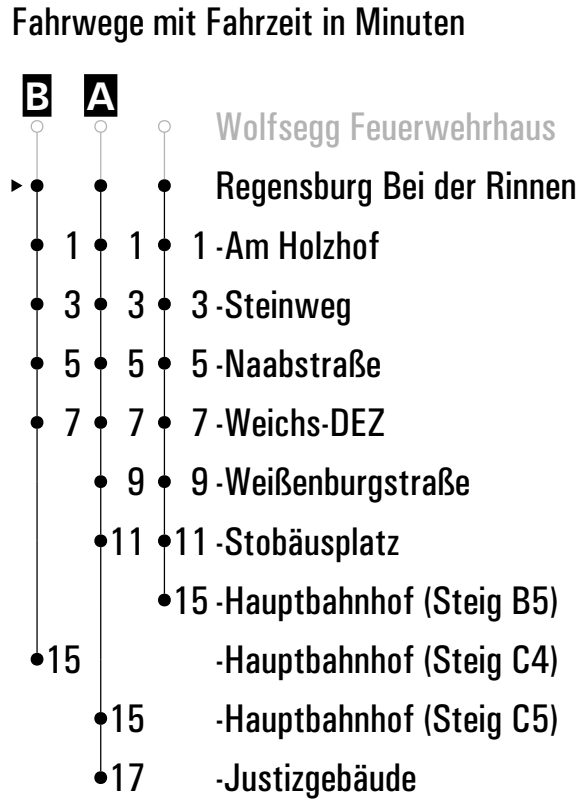 Fahrwege mit Fahrzeit in Minuten
B A
Wolfsegg Feuerwehrhaus
Regensburg Bei der Rinnen
1 1 1 -Am Holzhof
3 3 3 -Steinweg
5 5 5 -Naabstraße
7 7 7 -Weichs-DEZ
9 9 -Weißenburgstraße
11 11 -Stobäusplatz
15 -Hauptbahnhof (Steig B5)
15 -Hauptbahnhof (Steig C4)
15 -Hauptbahnhof (Steig C5)
17 -Justizgebäude